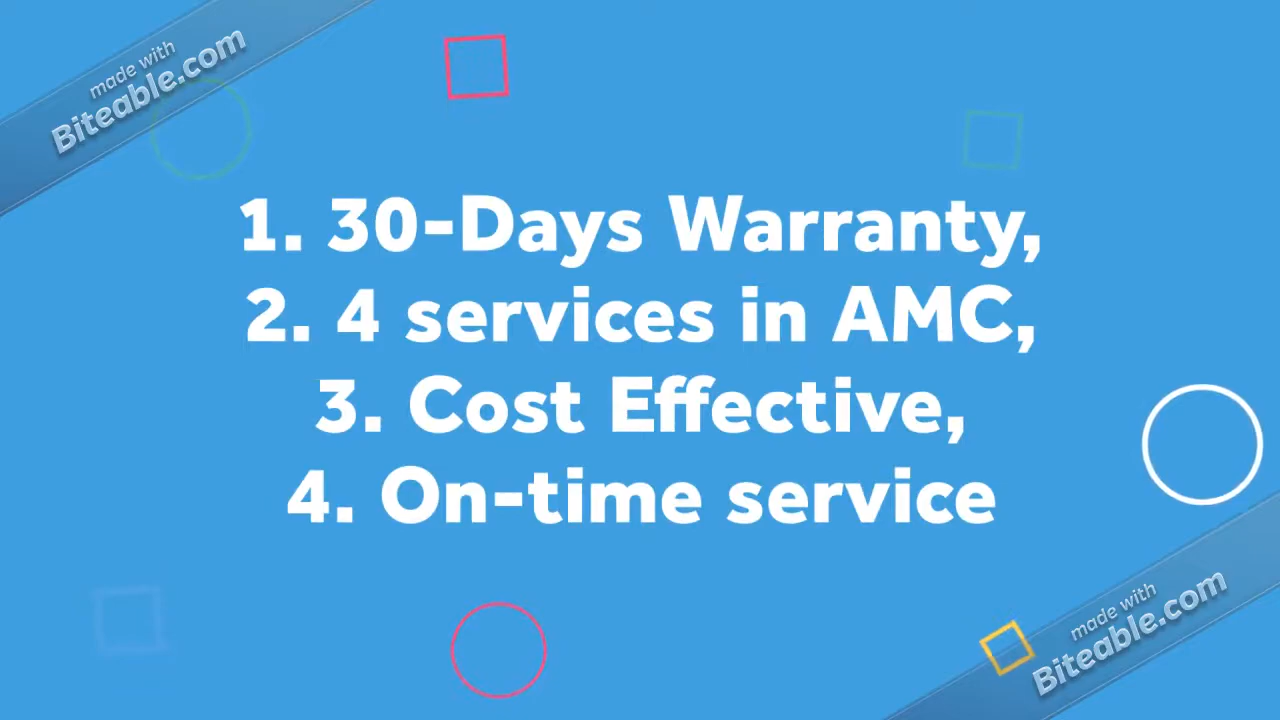 made with
Biteable.com
1. 30-Days Warranty,
2. 4 services in AMC,
3. Cost Effective,
4. On-time service
made with
Biteable.com